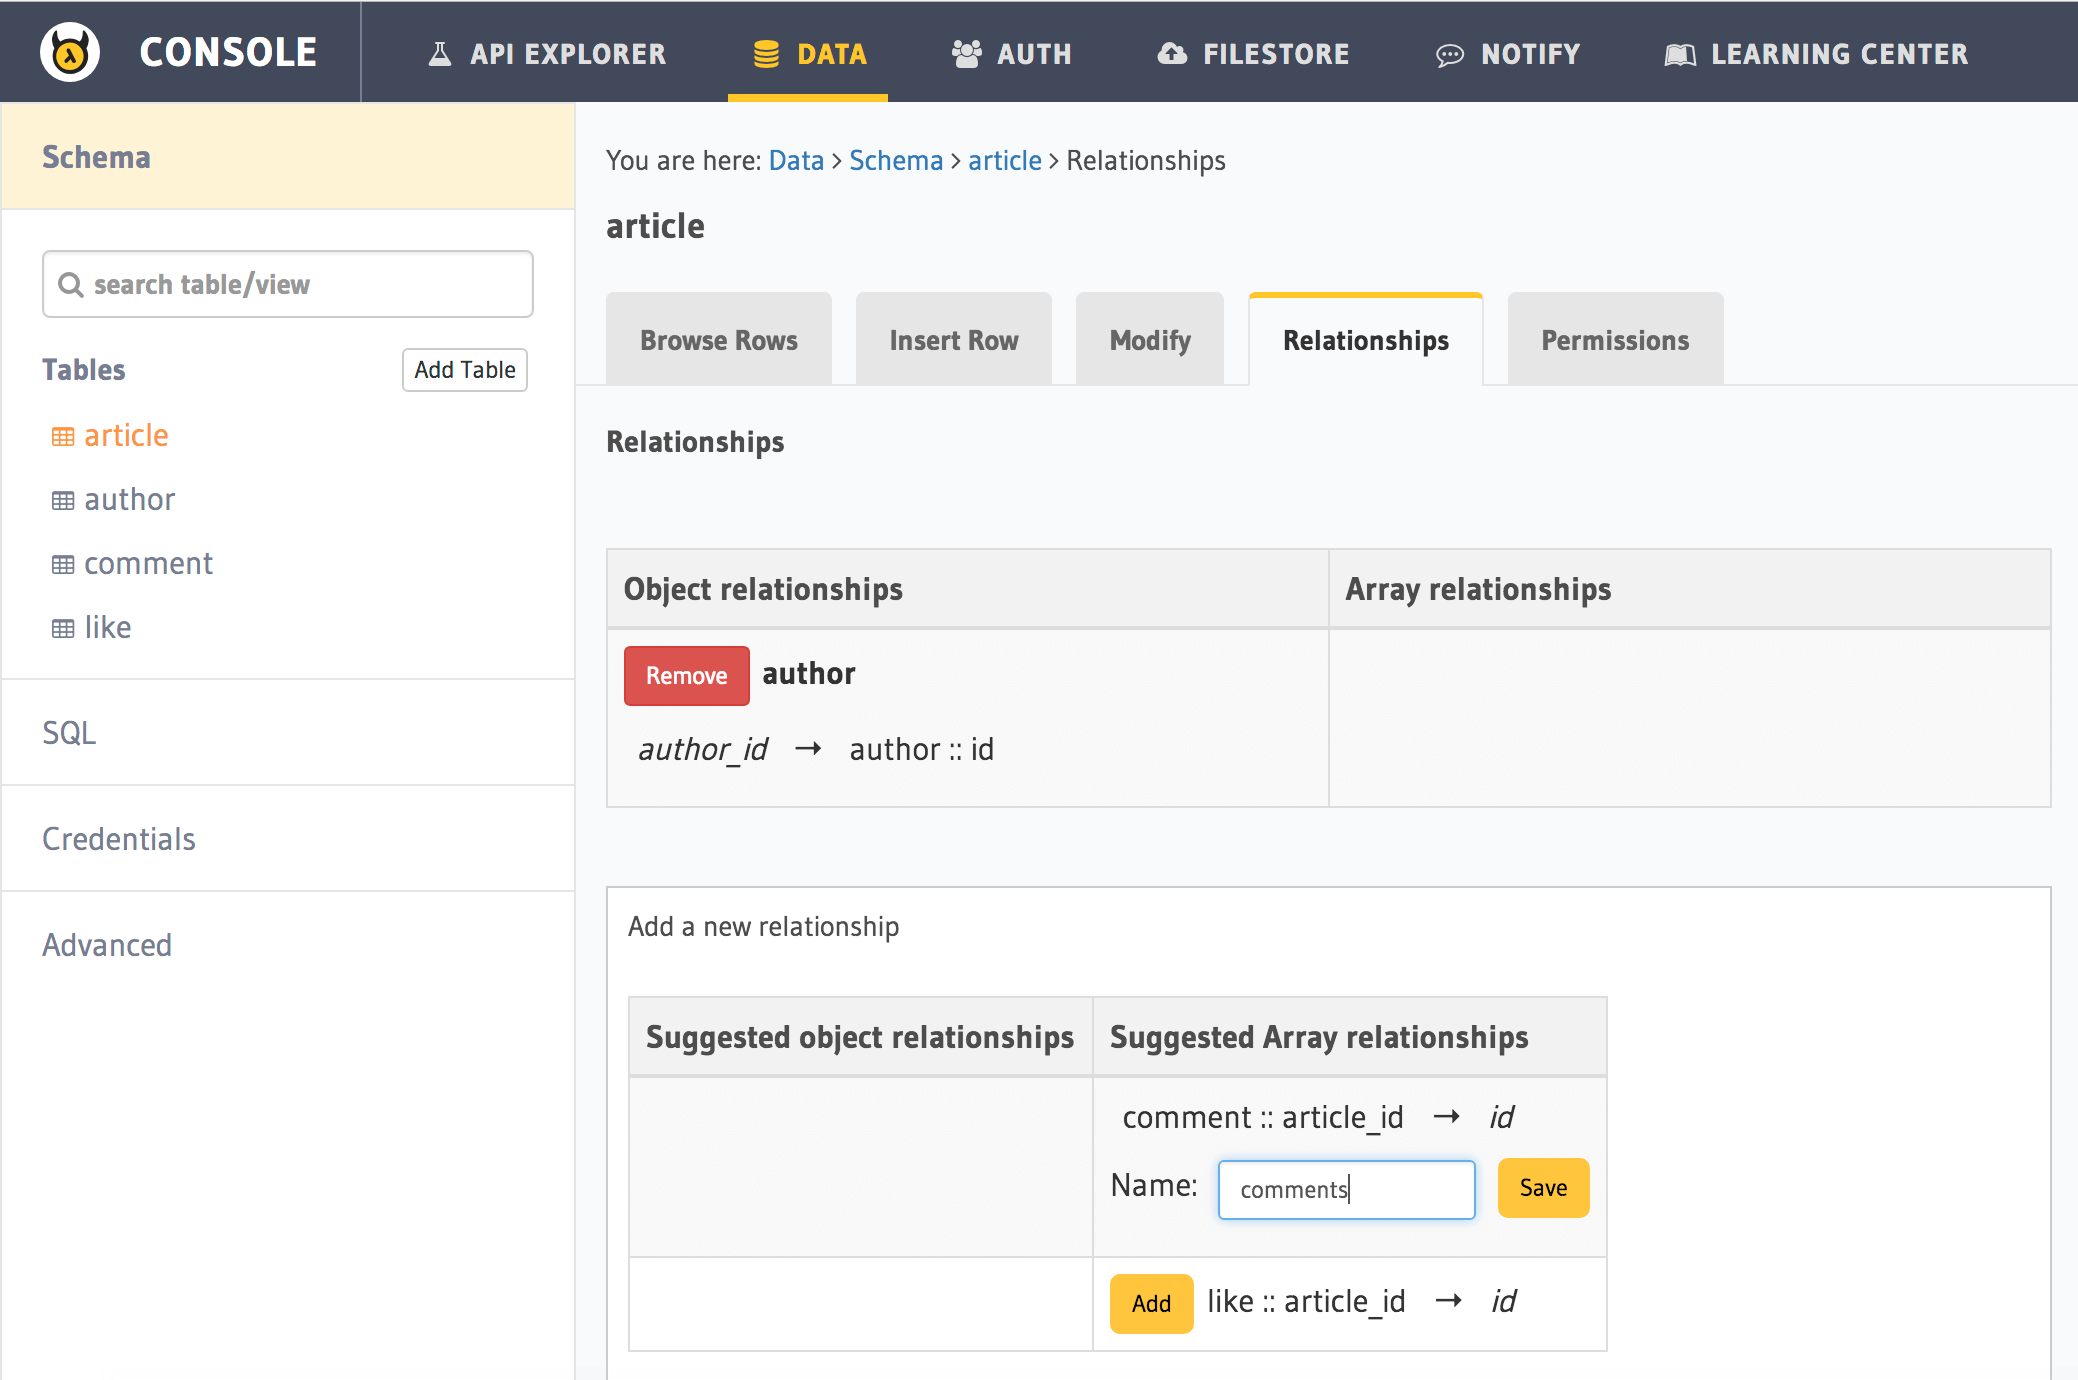 CONSOLE API EXPLORER DATA AUTH FILESTORE NOTIFY LEARNING CENTER
Schema
search table/view
Tables Add Table
article
author
comment
like
SQL
Credentials
Advanced
You are here: Data > Schema > article > Relationships
article
Browse Rows Insert Row Modify Relationships Permissions
Relationships
Object relationships Array relationships
Remove author
author_id → author :: id
Add a new relationship
Suggested object relationships Suggested Array relationships
comment :: article_id → id
Name: comments Save
Add like :: article_id → id